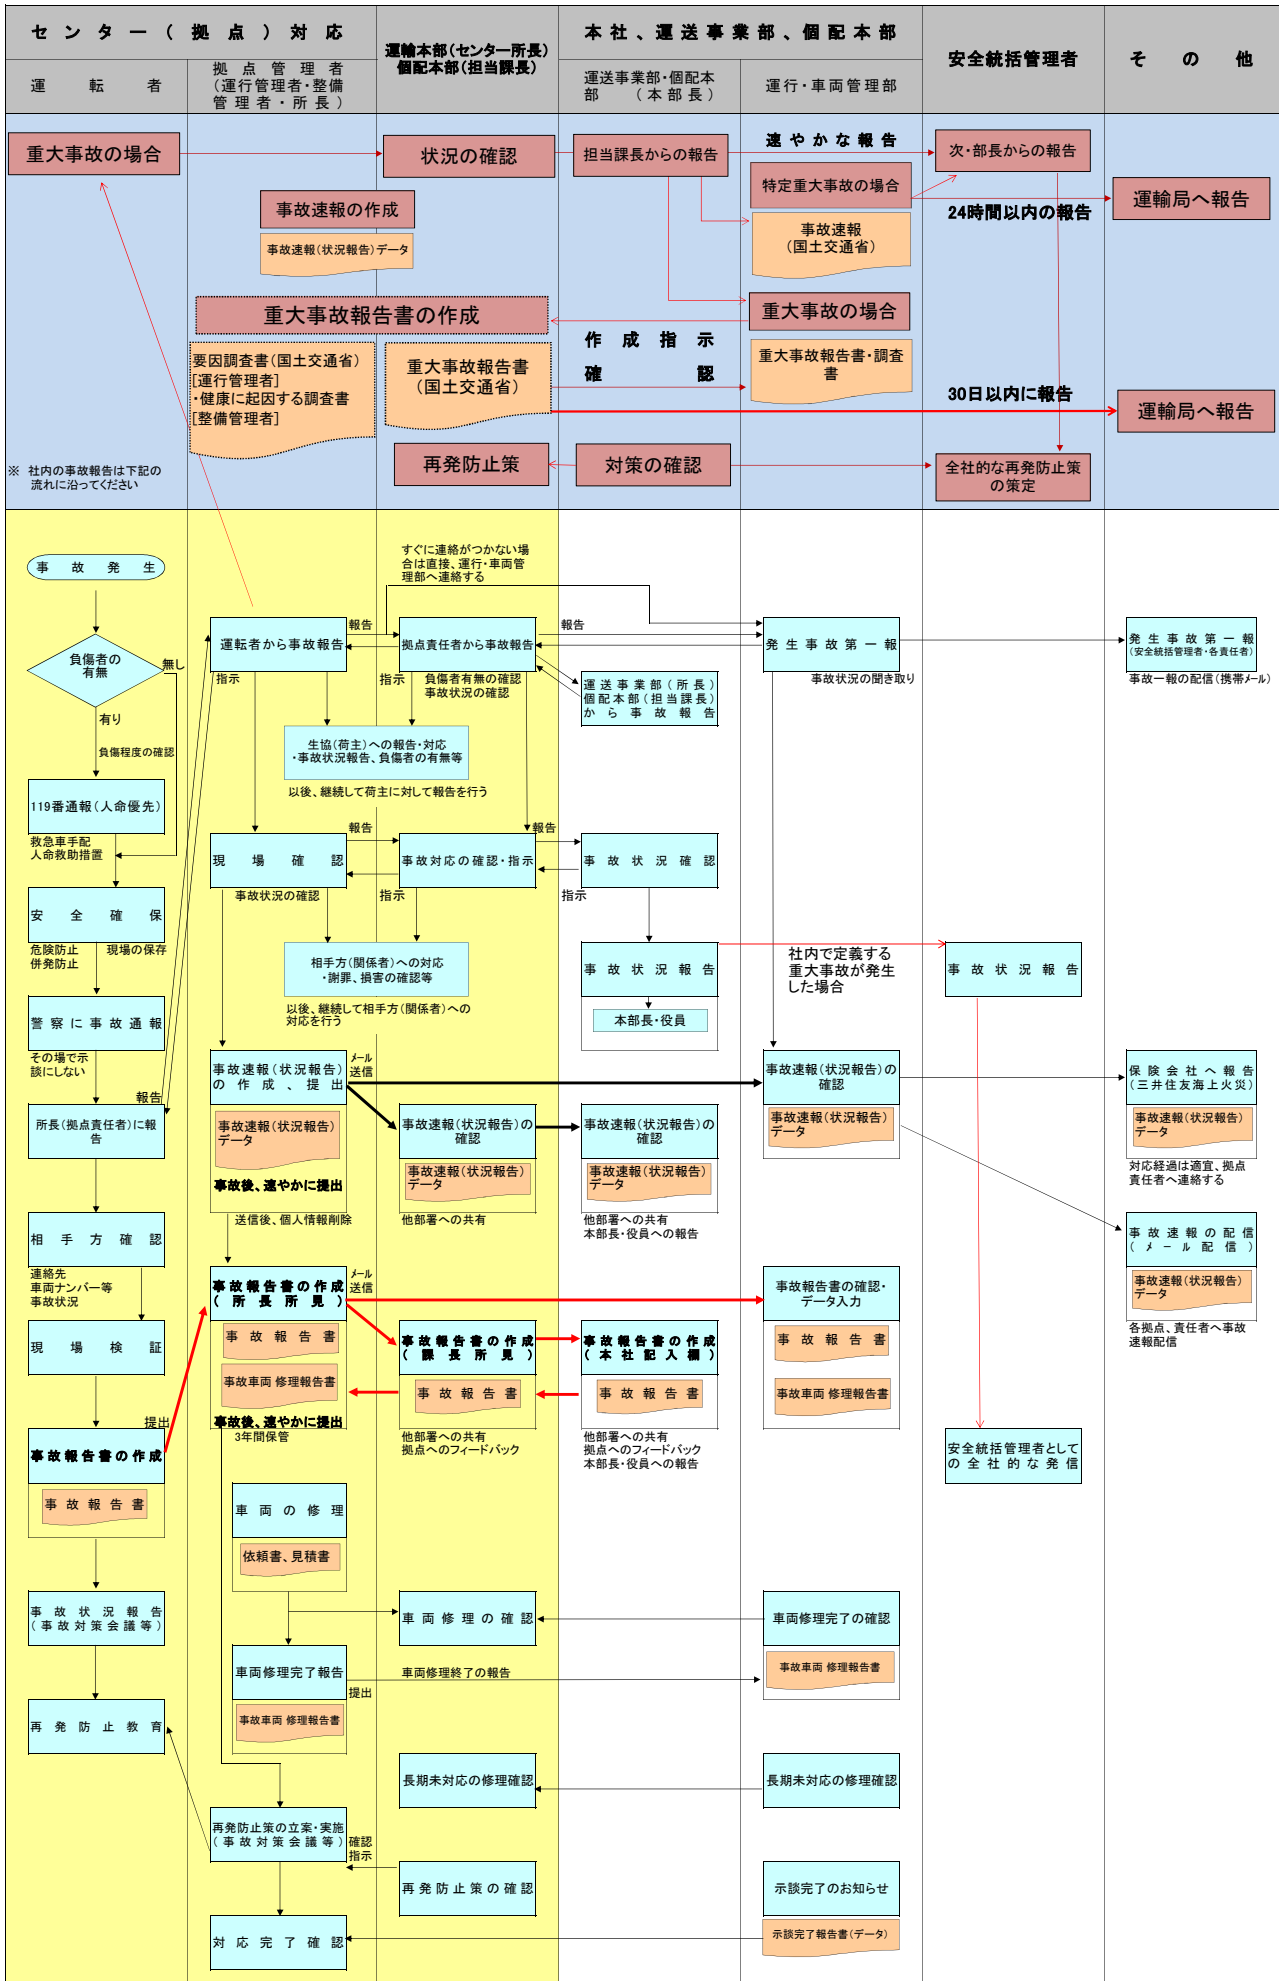 センター(拠点)対応
運輸本部(センター所長)
個配本部(担当課長)
本社、運送事業部、個配本部
安全統括管理者
その他
運転者
拠点管理者
(運行管理者・整備
管理者・所長)
運送事業部・個配本
部(本部長)
運行・車両管理部
重大事故の場合
状況の確認
担当課長からの報告
速やかな報告
次・部長からの報告
特定重大事故の場合
運輸局へ報告
24時間以内の報告
事故速報の作成
事故速報(状況報告)データ
事故速報
(国土交通省)
重大事故報告書の作成
重大事故の場合
作成指示
確認
要因調査書(国土交通省)
[運行管理者]
・健康に起因する調査書
[整備管理者]
重大事故報告書
(国土交通省)
重大事故報告書・調査
書
30日以内に報告
運輸局へ報告
再発防止策
対策の確認
全社的な再発防止策
の策定
※ 社内の事故報告は下記の
流れに沿ってください
事故発生
すぐに連絡がつかない場
合は直接、運行・車両管
理部へ連絡する
負傷者の
有無
無し
有り
負傷程度の確認
運転者から事故報告
報告
指示
拠点責任者から事故報告
報告
指示
負傷者有無の確認
事故状況の確認
運送事業部(所長)
個配本部(担当課長)
から事故報告
発生事故第一報
事故状況の聞き取り
発生事故第一報
(安全統括管理者・各責任者)
事故一報の配信(携帯メール)
生協(荷主)への報告・対応
・事故状況報告、負傷者の有無等
以後、継続して荷主に対して報告を行う
119番通報(人命優先)
救急車手配
人命救助措置
現場確認
報告
事故状況の確認
指示
事故対応の確認・指示
報告
指示
事故状況確認
安全確保
危険防止
併発防止
現場の保存
相手方(関係者)への対応
・謝罪、損害の確認等
以後、継続して相手方(関係者)への
対応を行う
事故状況報告
本部長・役員
社内で定義する
重大事故が発生
した場合
事故状況報告
警察に事故通報
その場で示
談にしない
報告
所長(拠点責任者)に報
告
事故速報(状況報告)
の作成、提出
メール
送信
事故速報(状況報告)
データ
事故後、速やかに提出
送信後、個人情報削除
事故速報(状況報告)の
確認
事故速報(状況報告)
データ
他部署への共有
事故速報(状況報告)の
確認
事故速報(状況報告)
データ
他部署への共有
本部長・役員への報告
事故速報(状況報告)の
確認
事故速報(状況報告)
データ
保険会社へ報告
(三井住友海上火災)
事故速報(状況報告)
データ
対応経過は適宜、拠点
責任者へ連絡する
事故速報の配信
(メール配信)
事故速報(状況報告)
データ
各拠点、責任者へ事故
速報配信
相手方確認
連絡先
車両ナンバー等
事故状況
現場検証
提出
事故報告書の作成
事故報告書
事故報告書の作成
(所長所見)
メール
送信
事故報告書
事故車両 修理報告書
事故後、速やかに提出
3年間保管
事故報告書の作成
(課長所見)
事故報告書
他部署への共有
拠点へのフィードバック
事故報告書の作成
(本社記入欄)
事故報告書
他部署への共有
拠点へのフィードバック
本部長・役員への報告
事故報告書の確認・
データ入力
事故報告書
事故車両 修理報告書
安全統括管理者として
の全社的な発信
車両の修理
依頼書、見積書
事故状況報告
(事故対策会議等)
車両修理の確認
車両修理完了の確認
事故車両 修理報告書
車両修理完了報告
事故車両 修理報告書
提出
車両修理終了の報告
再発防止教育
長期未対応の修理確認
長期未対応の修理確認
再発防止策の立案・実施
(事故対策会議等)
確認
指示
再発防止策の確認
示談完了のお知らせ
示談完了報告書(データ)
対応完了確認